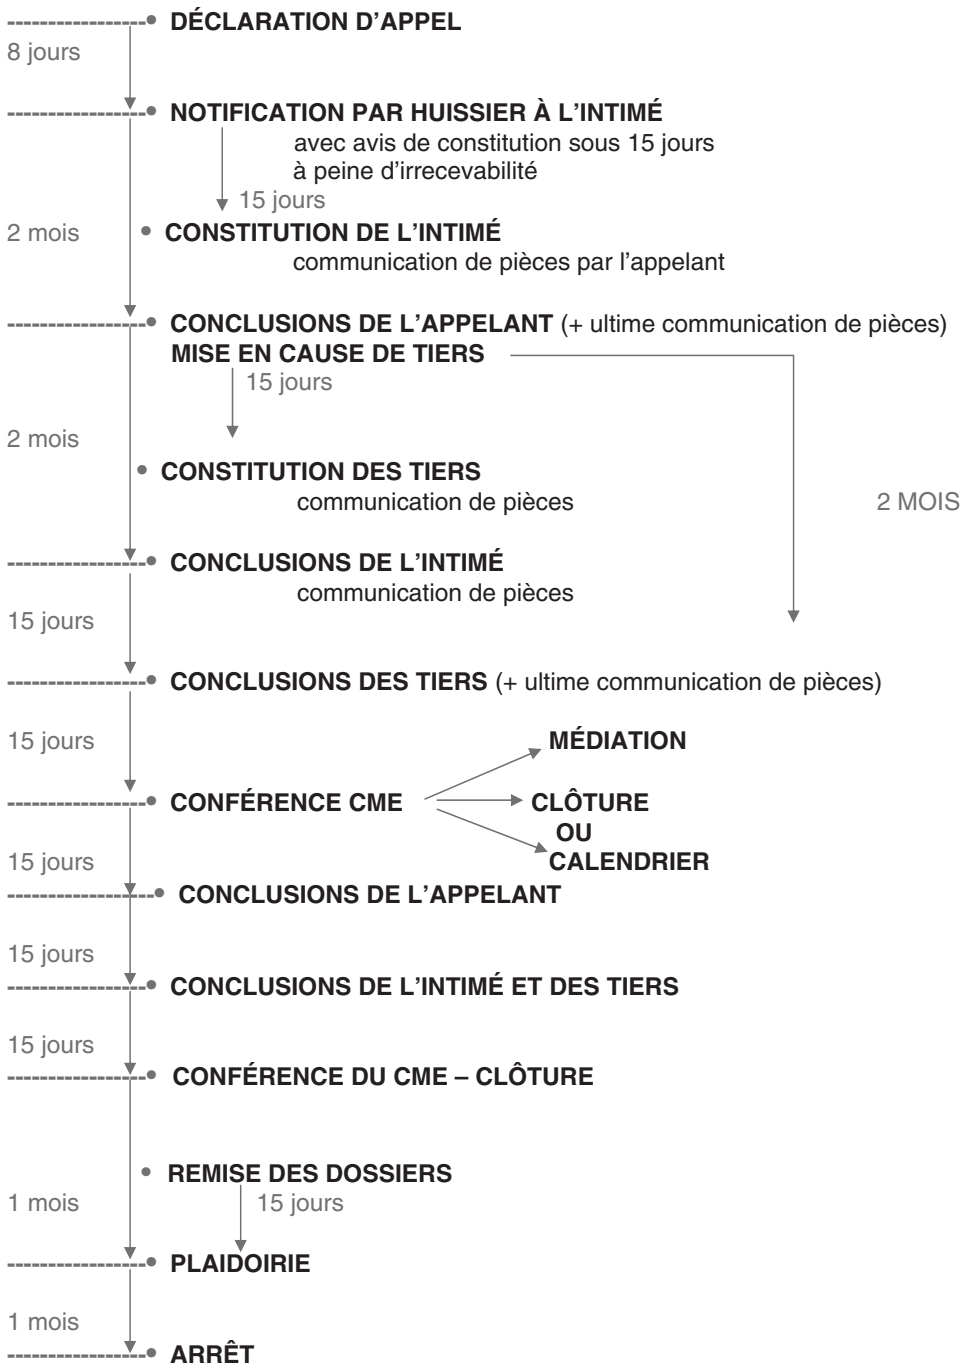 DÉCLARATION D'APPEL
8 jours
NOTIFICATION PAR HUISSIER À L'INTIMÉ
avec avis de constitution sous 15 jours
à peine d'irrecevabilité
15 jours
2 mois
CONSTITUTION DE L'INTIMÉ
communication de pièces par l'appelant
CONCLUSIONS DE L'APPELANT (+ ultime communication de pièces)
MISE EN CAUSE DE TIERS
15 jours
2 mois
CONSTITUTION DES TIERS
communication de pièces
2 MOIS
CONCLUSIONS DE L'INTIMÉ
communication de pièces
15 jours
CONCLUSIONS DES TIERS (+ ultime communication de pièces)
15 jours
MÉDIATION
CONFÉRENCE CME
CLÔTURE
OU
CALENDRIER
15 jours
CONCLUSIONS DE L'APPELANT
15 jours
CONCLUSIONS DE L'INTIMÉ ET DES TIERS
15 jours
CONFÉRENCE DU CME – CLÔTURE
REMISE DES DOSSIERS
1 mois
15 jours
PLAIDOIRIE
1 mois
ARRÊT